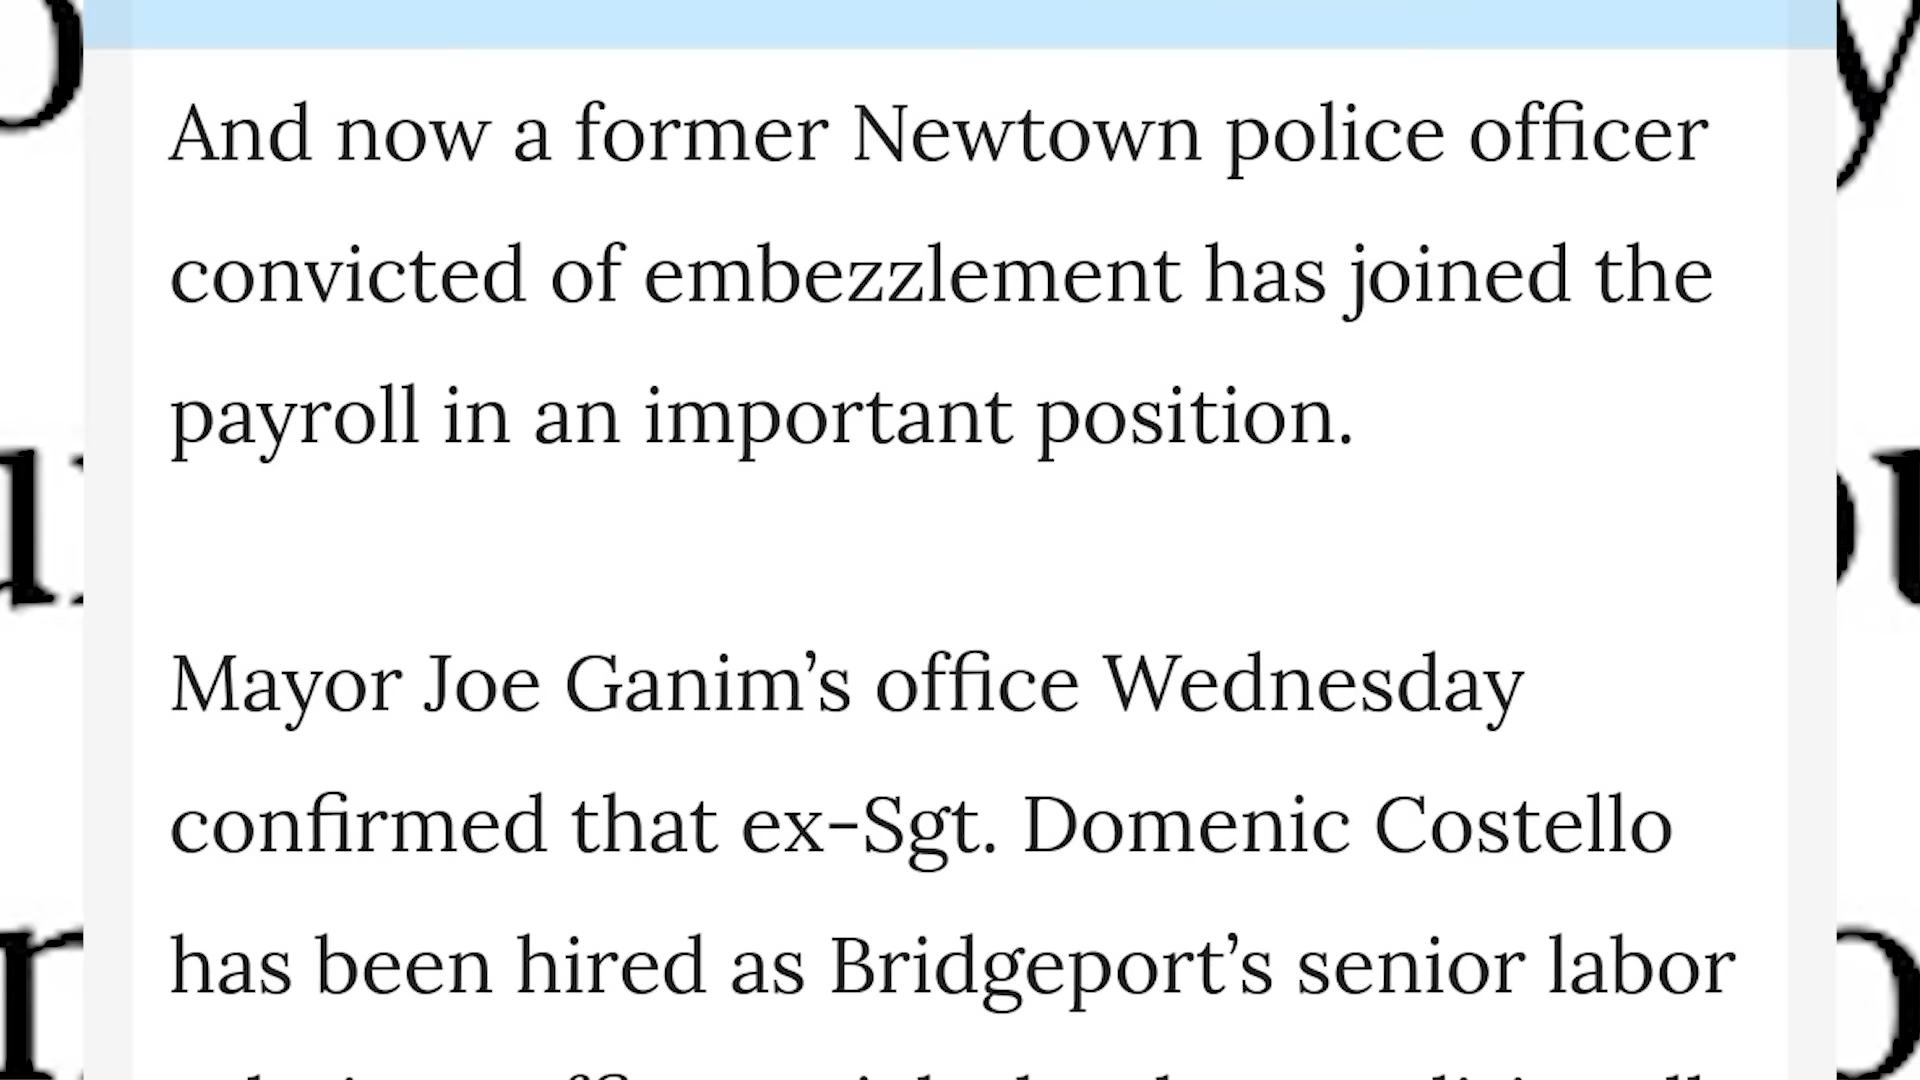 And now a former Newtown police officer
convicted of embezzlement has joined the
payroll in an important position.
Mayor Joe Ganim’s office Wednesday
confirmed that ex-Sgt. Domenic Costello
has been hired as Bridgeport’s senior labor